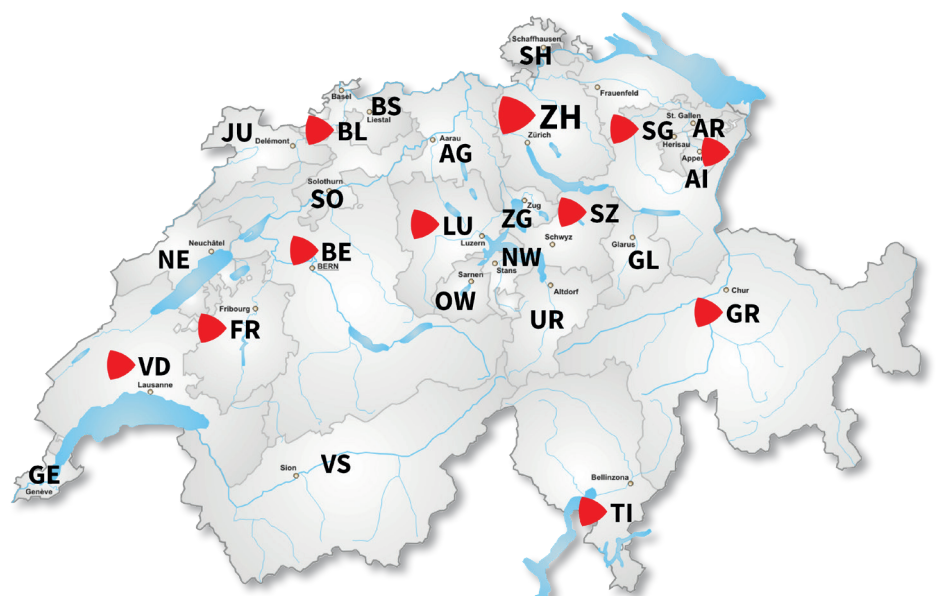 Schaffhausen
SH
Frauenfeld
Basel
BS
Liestal
BL
JU
Delémont
ZH
Zürich
St. Gallen
SG
AR
Herisau
AI
Aarau
AG
Solothurn
SO
Zug
ZG
SZ
Schwyz
LU
Luzern
Neuchâtel
NE
BE
BERN
NW
Stans
Glarus
GL
Sarnen
OW
Altdorf
UR
Chur
GR
Fribourg
FR
VD
Lausanne
GE
Genève
Sion
VS
Bellinzona
TI